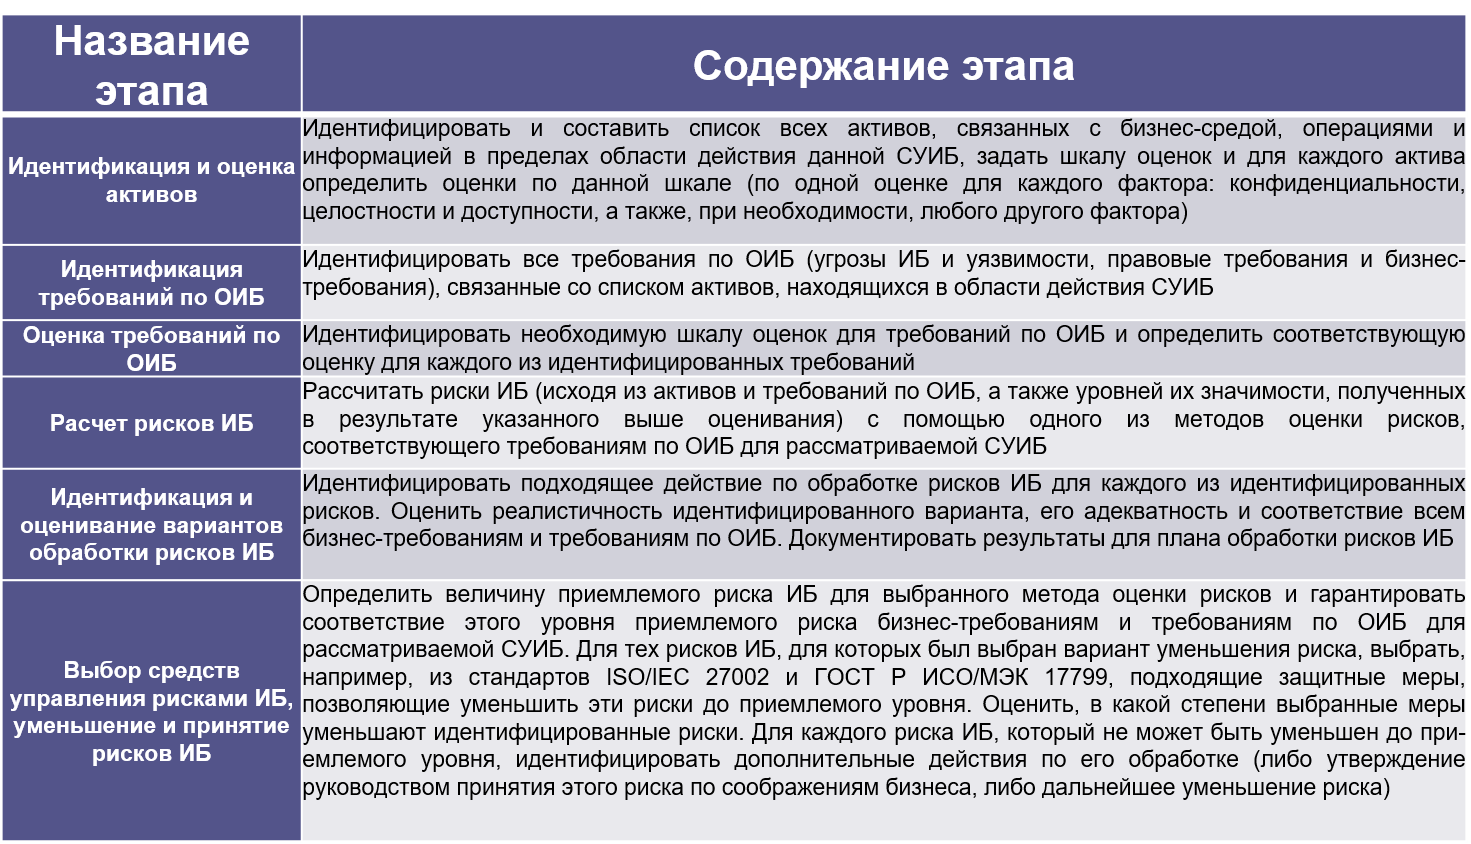 Название
этапа
Содержание этапа
Идентификация и оценка
активов
Идентифицировать и составить список всех активов, связанных с бизнес-средой, операциями и
информацией в пределах области действия данной СУИБ, задать шкалу оценок и для каждого актива
определить оценки по данной шкале (по одной оценке для каждого фактора: конфиденциальности,
целостности и доступности, а также, при необходимости, любого другого фактора)
Идентификация
требований по ОИБ
Идентифицировать все требования по ОИБ (угрозы ИБ и уязвимости, правовые требования и бизнес-
требования), связанные со списком активов, находящихся в области действия СУИБ
Оценка требований по
ОИБ
Идентифицировать необходимую шкалу оценок для требований по ОИБ и определить соответствующую
оценку для каждого из идентифицированных требований
Расчет рисков ИБ
Рассчитать риски ИБ (исходя из активов и требований по ОИБ, а также уровней их значимости, полученных
в результате указанного выше оценивания) с помощью одного из методов оценки рисков,
соответствующего требованиям по ОИБ для рассматриваемой СУИБ
Идентификация и
оценивание вариантов
обработки рисков ИБ
Идентифицировать подходящее действие по обработке рисков ИБ для каждого из идентифицированных
рисков. Оценить реалистичность идентифицированного варианта, его адекватность и соответствие всем
бизнес-требованиям и требованиям по ОИБ. Документировать результаты для плана обработки рисков ИБ
Выбор средств
управления рисками ИБ,
уменьшение и принятие
рисков ИБ
Определить величину приемлемого риска ИБ для выбранного метода оценки рисков и гарантировать
соответствие этого уровня приемлемого риска бизнес-требованиям и требованиям по ОИБ для
рассматриваемой СУИБ. Для тех рисков ИБ, для которых был выбран вариант уменьшения риска, выбрать,
например, из стандартов ISO/IEC 27002 и ГОСТ Р ИСО/МЭК 17799, подходящие защитные меры,
позволяющие уменьшить эти риски до приемлемого уровня. Оценить, в какой степени выбранные меры
уменьшают идентифицированные риски. Для каждого риска ИБ, который не может быть уменьшен до при-
емлемого уровня, идентифицировать дополнительные действия по его обработке (либо утверждение
руководством принятия этого риска по соображениям бизнеса, либо дальнейшее уменьшение риска)